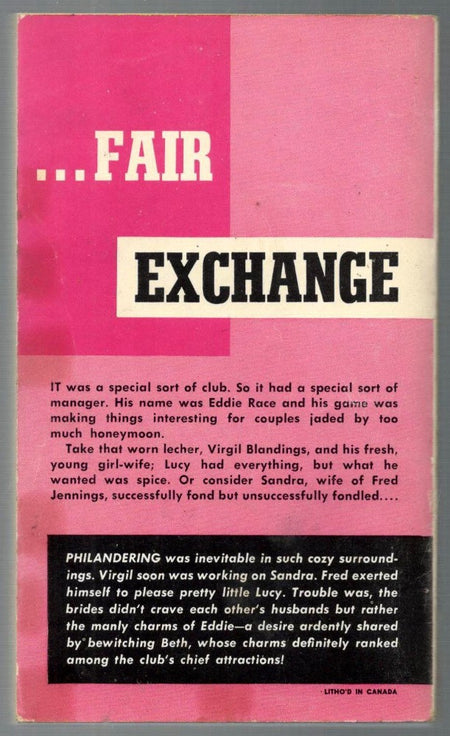 ...FAIR
EXCHANGE
IT was a special sort of club. So it had a special sort of
manager. His name was Eddie Race and his game was
making things interesting for couples jaded by too
much honeymoon.
Take that worn lecher, Virgil Blandings, and his fresh,
young girl-wife; Lucy had everything, but what he
wanted was spice. Or consider Sandra, wife of Fred
Jennings, successfully fond but unsuccessfully fondled....
PHILANDERING was inevitable in such cozy surround-
ings. Virgil soon was working on Sandra. Fred exerted
himself to please pretty little Lucy. Trouble was, the
brides didn't crave each other's husbands but rather
the manly charms of Eddie—a desire ardently shared
by bewitching Beth, whose charms definitely ranked
among the club's chief attractions!
LITHO'D IN CANADA